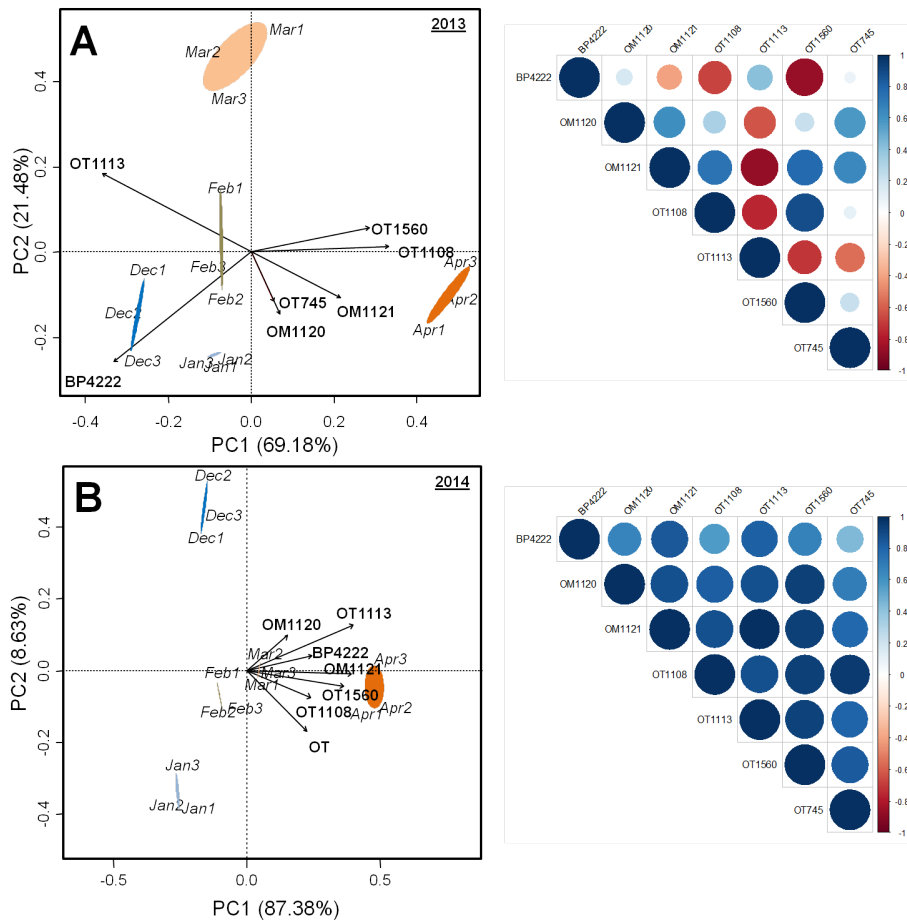 A
2013
Mar1
Mar2
Mar3
OT1113
Feb1
OT1560
OT1108
Feb3
Dec1
Apr3
Feb2
OT745
Apr2
Dec2
OM1121
OM1120
Apr1
Dec3
Jan3
Jan2
Jan1
BP4222
0.4
0.2
0.0
-0.2
PC2 (21.48%)
-0.4
-0.2
0.0
0.2
0.4
PC1 (69.18%)
BP4222
OM1120
OM1121
OT1108
OT1113
OT1560
OT745
BP4222
OM1120
OM1121
OT1108
OT1113
OT1560
OT745
1
0.8
0.6
0.4
0.2
0
-0.2
-0.4
-0.6
-0.8
-1
B
2014
Dec2
Dec3
Dec1
OT1113
OM1120
Mar2
BP4222
Apr3
Feb1
Mar3
OM1121
Mar1
OT1560
Feb2
Feb3
OT1108
Apr1
Apr2
OT
Jan3
Jan2
Jan1
0.4
0.2
0.0
-0.2
-0.4
PC2 (8.63%)
-0.5
0.0
0.5
PC1 (87.38%)
BP4222
OM1120
OM1121
OT1108
OT1113
OT1560
OT745
BP4222
OM1120
OM1121
OT1108
OT1113
OT1560
OT745
1
0.8
0.6
0.4
0.2
0
-0.2
-0.4
-0.6
-0.8
-1